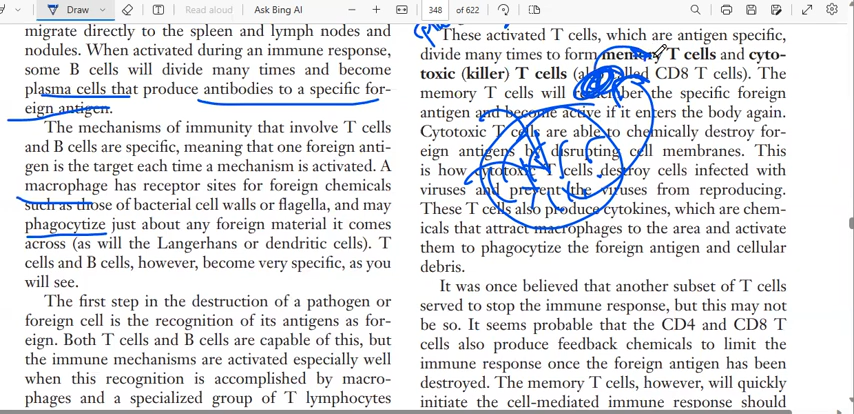 Draw
Read aloud
Ask Bing AI
348
of 622
migrate directly to the spleen and lymph nodes and
nodules. When activated during an immune response,
some B cells will divide many times and become
plasma cells that produce antibodies to a specific for-
eign antigen.
The mechanisms of immunity that involve T cells
and B cells are specific, meaning that one foreign anti-
gen is the target each time a mechanism is activated. A
macrophage has receptor sites for foreign chemicals
such as those of bacterial cell walls or flagella, and may
phagocytize just about any foreign material it comes
across (as will the Langerhans or dendritic cells). T
cells and B cells, however, become very specific, as you
will see.
The first step in the destruction of a pathogen or
foreign cell is the recognition of its antigens as for-
eign. Both T cells and B cells are capable of this, but
the immune mechanisms are activated especially well
when this recognition is accomplished by macro-
phages and a specialized group of T lymphocytes
These activated T cells, which are antigen specific,
divide many times to form memory T cells and cyto-
toxic (killer) T cells (also called CD8 T cells). The
memory T cells will remember the specific foreign
antigen and become active if it enters the body again.
Cytotoxic T cells are able to chemically destroy for-
eign antigens by disrupting cell membranes. This
is how cytotoxic T cells destroy cells infected with
viruses and prevent the viruses from reproducing.
These T cells also produce cytokines, which are chem-
icals that attract macrophages to the area and activate
them to phagocytize the foreign antigen and cellular
debris.
It was once believed that another subset of T cells
served to stop the immune response, but this may not
be so. It seems probable that the CD4 and CD8 T
cells also produce feedback chemicals to limit the
immune response once the foreign antigen has been
destroyed. The memory T cells, however, will quickly
initiate the cell-mediated immune response should